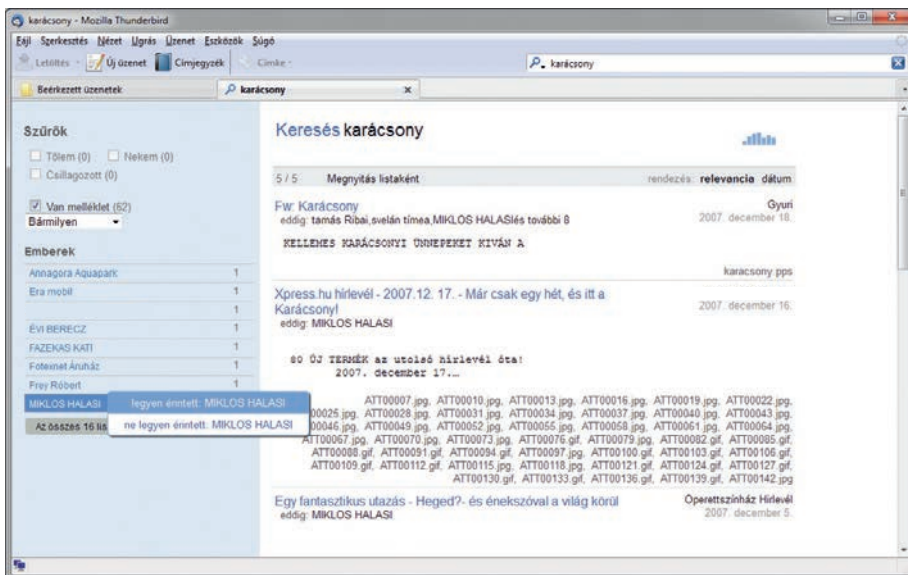 karácsony - Mozilla Thunderbird
Fájl Szerkesztés Nézet Ugrás Üzenet Eszközök Súgó
Letöltés Új üzenet Címjegyzék Címke karácsony
Beérkezett üzenetek karácsony x
Szűrők
Tőlem (0) Nekem (0)
Csillagozott (0)
Van melléklet (62)
Bármilyen
Emberek
Annagora Aquapark 1
Era mobil 1
1
ÉVI BERECZ 1
FAZEKAS KATI 1
Fotexnet Áruház 1
Frey Róbert 1
MIKLOS HALASI
legyen érintett: MIKLOS HALASI
ne legyen érintett: MIKLOS HALASI
Az összes 16 lis
Keresés karácsony
5 / 5 Megnyitás listaként rendezés: relevancia dátum
Fw: Karácsony Gyuri
eddig: tamás Ribai,svelán tímea,MIKLOS HALASIés további 8 2007. december 18.
KELLEMES KARÁCSONYI ÜNNEPEKET KIVÁN A
karacsony pps
Xpress.hu hírlevél - 2007.12. 17. - Már csak egy hét, és itt a
Karácsony! 2007. december 16.
eddig: MIKLOS HALASI
80 ÚJ TERMÉK az utolsó hírlevél óta!
2007. december 17...
ATT00007.jpg, ATT00010.jpg, ATT00013.jpg, ATT00016.jpg, ATT00019.jpg, ATT00022.jpg,
00025.jpg, ATT00028.jpg, ATT00031.jpg, ATT00034.jpg, ATT00037.jpg, ATT00040.jpg, ATT00043.jpg,
00046.jpg, ATT00049.jpg, ATT00052.jpg, ATT00055.jpg, ATT00058.jpg, ATT00061.jpg, ATT00064.jpg,
ATT00067.jpg, ATT00070.jpg, ATT00073.jpg, ATT00076.gif, ATT00079.jpg, ATT00082.gif, ATT00085.gif,
ATT00088.gif, ATT00091.gif, ATT00094.gif, ATT00097.jpg, ATT00100.gif, ATT00103.gif, ATT00106.gif,
ATT00109.gif, ATT00112.gif, ATT00115.jpg, ATT00118.jpg, ATT00121.gif, ATT00124.gif, ATT00127.gif,
ATT00130.gif, ATT00133.gif, ATT00136.gif, ATT00139.gif, ATT00142.jpg
Egy fantasztikus utazás - Heged?- és énekszóval a világ körül Operettszínház Hírlevél
eddig: MIKLOS HALASI 2007. december 5.